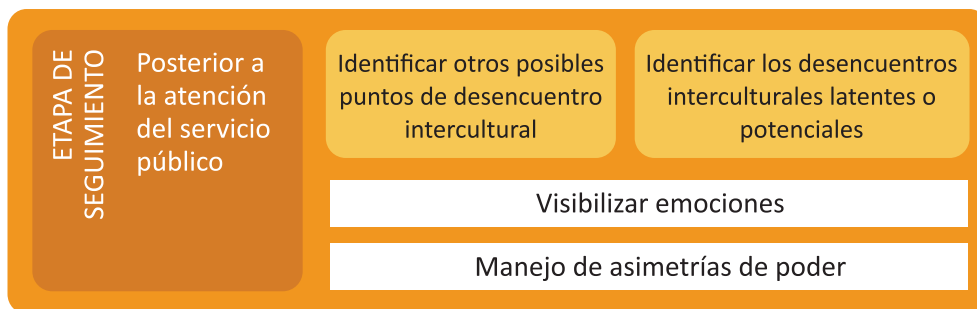 ETAPA DE
SEGUIMIENTO
Posterior a
la atención
del servicio
público
Identificar otros posibles
puntos de desencuentro
intercultural
Identificar los desencuentros
interculturales latentes o
potenciales
Visibilizar emociones
Manejo de asimetrías de poder